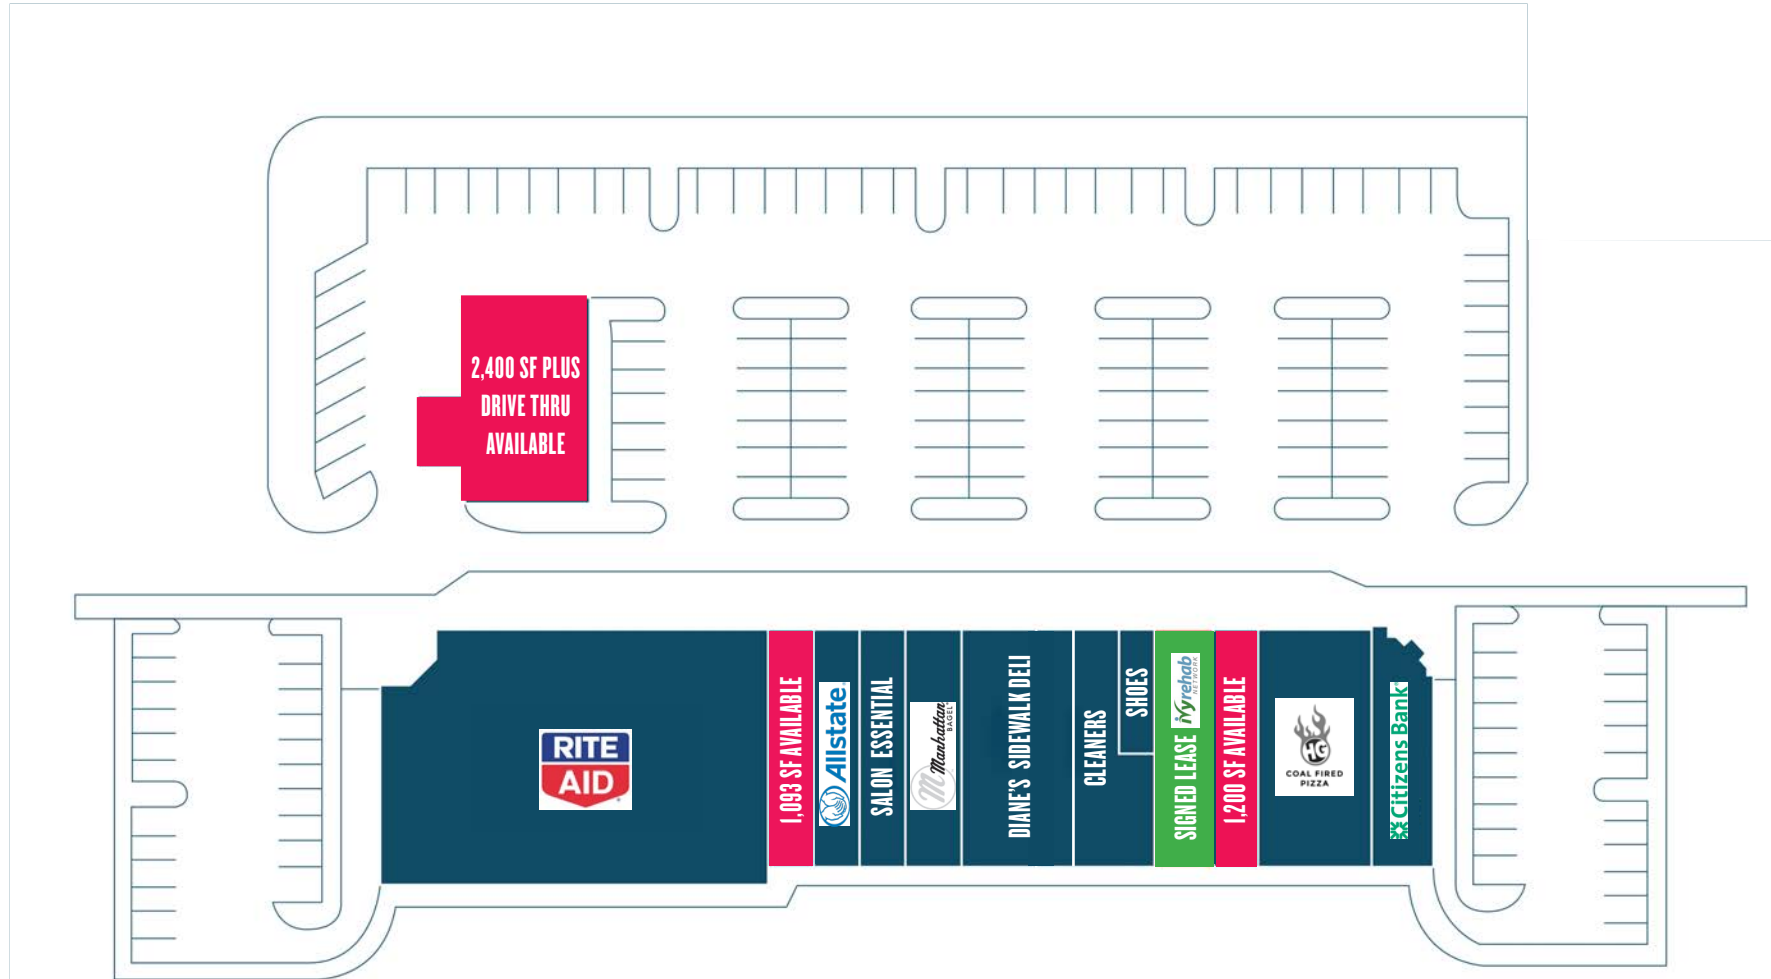 2,400 SF PLUS
DRIVE THRU
AVAILABLE
RITE
AID
1,093 SF AVAILABLE
Allstate
SALON ESSENTIAL
M Manhattan
BAGEL
DIANE'S SIDEWALK DELI
CLEANERS
SHOES
SIGNED LEASE
ivyrehab
NETWORK
1,200 SF AVAILABLE
HG
COAL FIRED
PIZZA
Citizens Bank